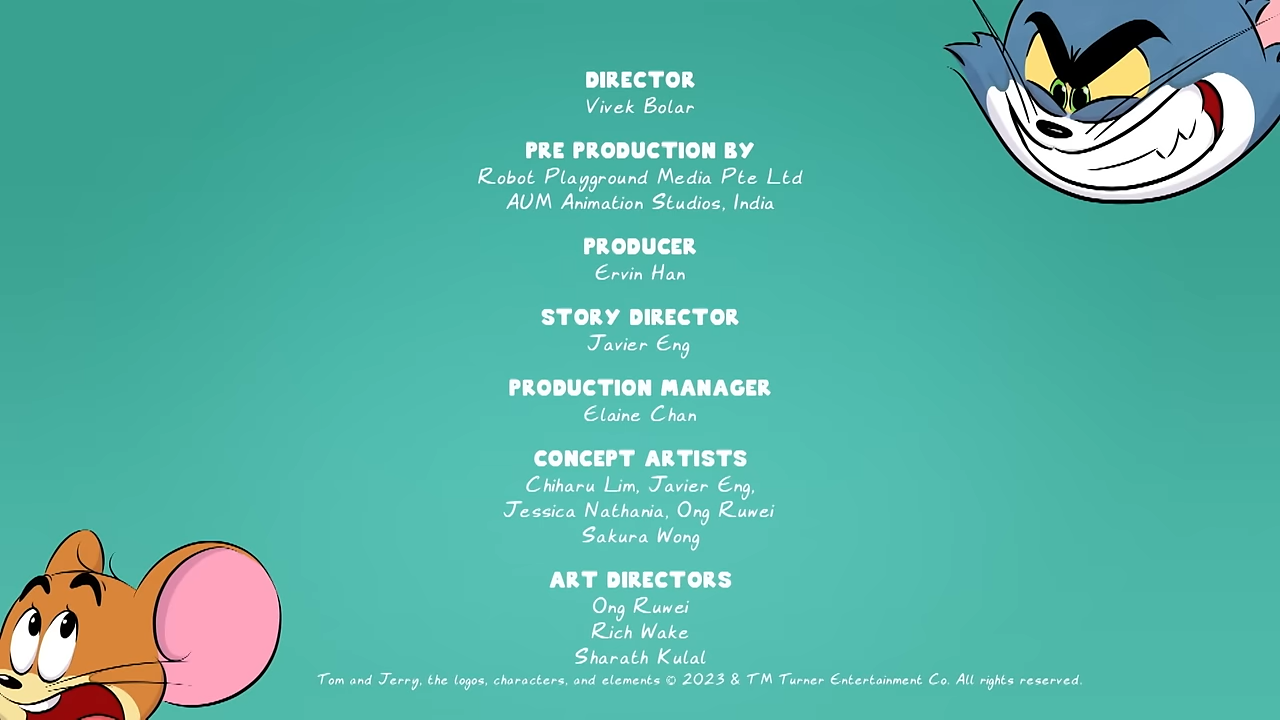 DIRECTOR
Vivek Bolar
PRE PRODUCTION BY
Robot Playground Media Pte Ltd
AUM Animation Studios, India
PRODUCER
Ervin Han
STORY DIRECTOR
Javier Eng
PRODUCTION MANAGER
Elaine Chan
CONCEPT ARTISTS
Chiharu Lim, Javier Eng,
Jessica Nathania, Ong Ruwei
Sakura Wong
ART DIRECTORS
Ong Ruwei
Rich Wake
Sharath Kulal
Tom and Jerry, the logos, characters, and elements © 2023 & TM Turner Entertainment Co. All rights reserved.